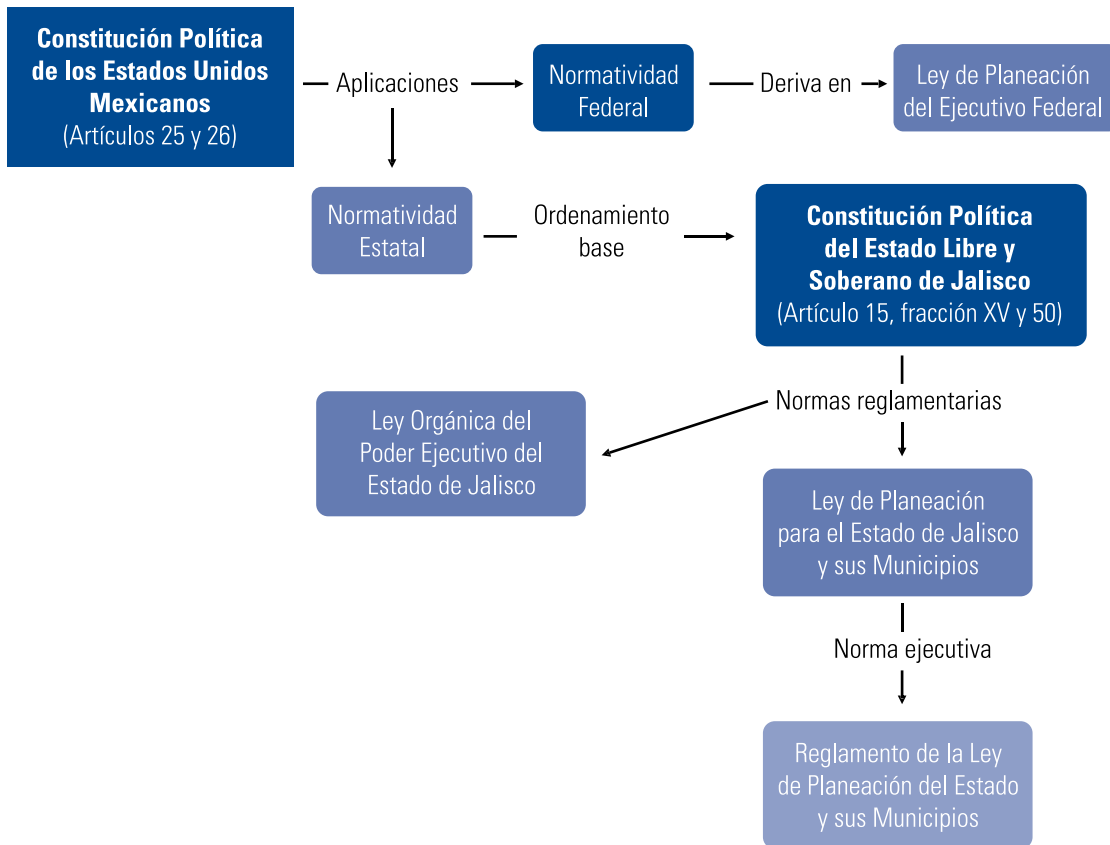 Constitución Política
de los Estados Unidos
Mexicanos
(Artículos 25 y 26)
Aplicaciones
Normatividad
Federal
Deriva en
Ley de Planeación
del Ejecutivo Federal
Normatividad
Estatal
Ordenamiento
base
Constitución Política
del Estado Libre y
Soberano de Jalisco
(Artículo 15, fracción XV y 50)
Normas reglamentarias
Ley Orgánica del
Poder Ejecutivo del
Estado de Jalisco
Ley de Planeación
para el Estado de Jalisco
y sus Municipios
Norma ejecutiva
Reglamento de la Ley
de Planeación del Estado
y sus Municipios